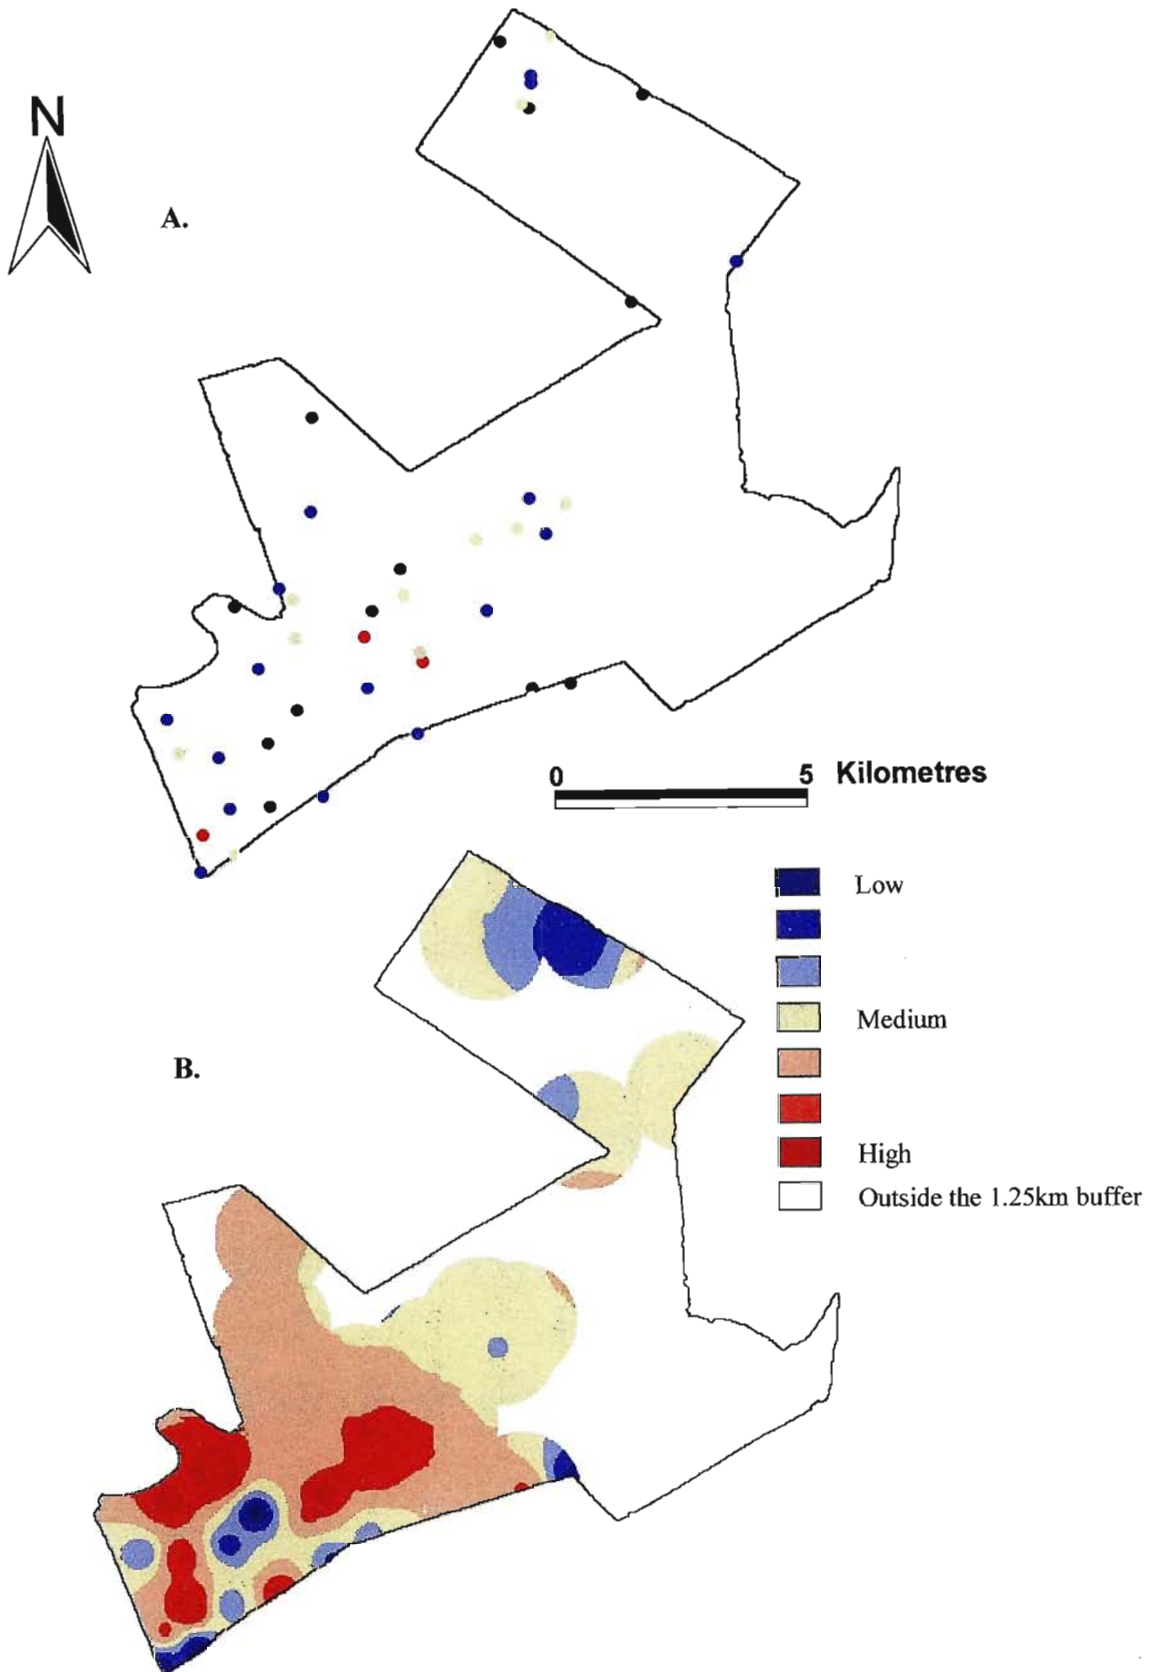 N
A.
0 5 Kilometres
Low
Medium
B.
High
Outside the 1.25km buffer